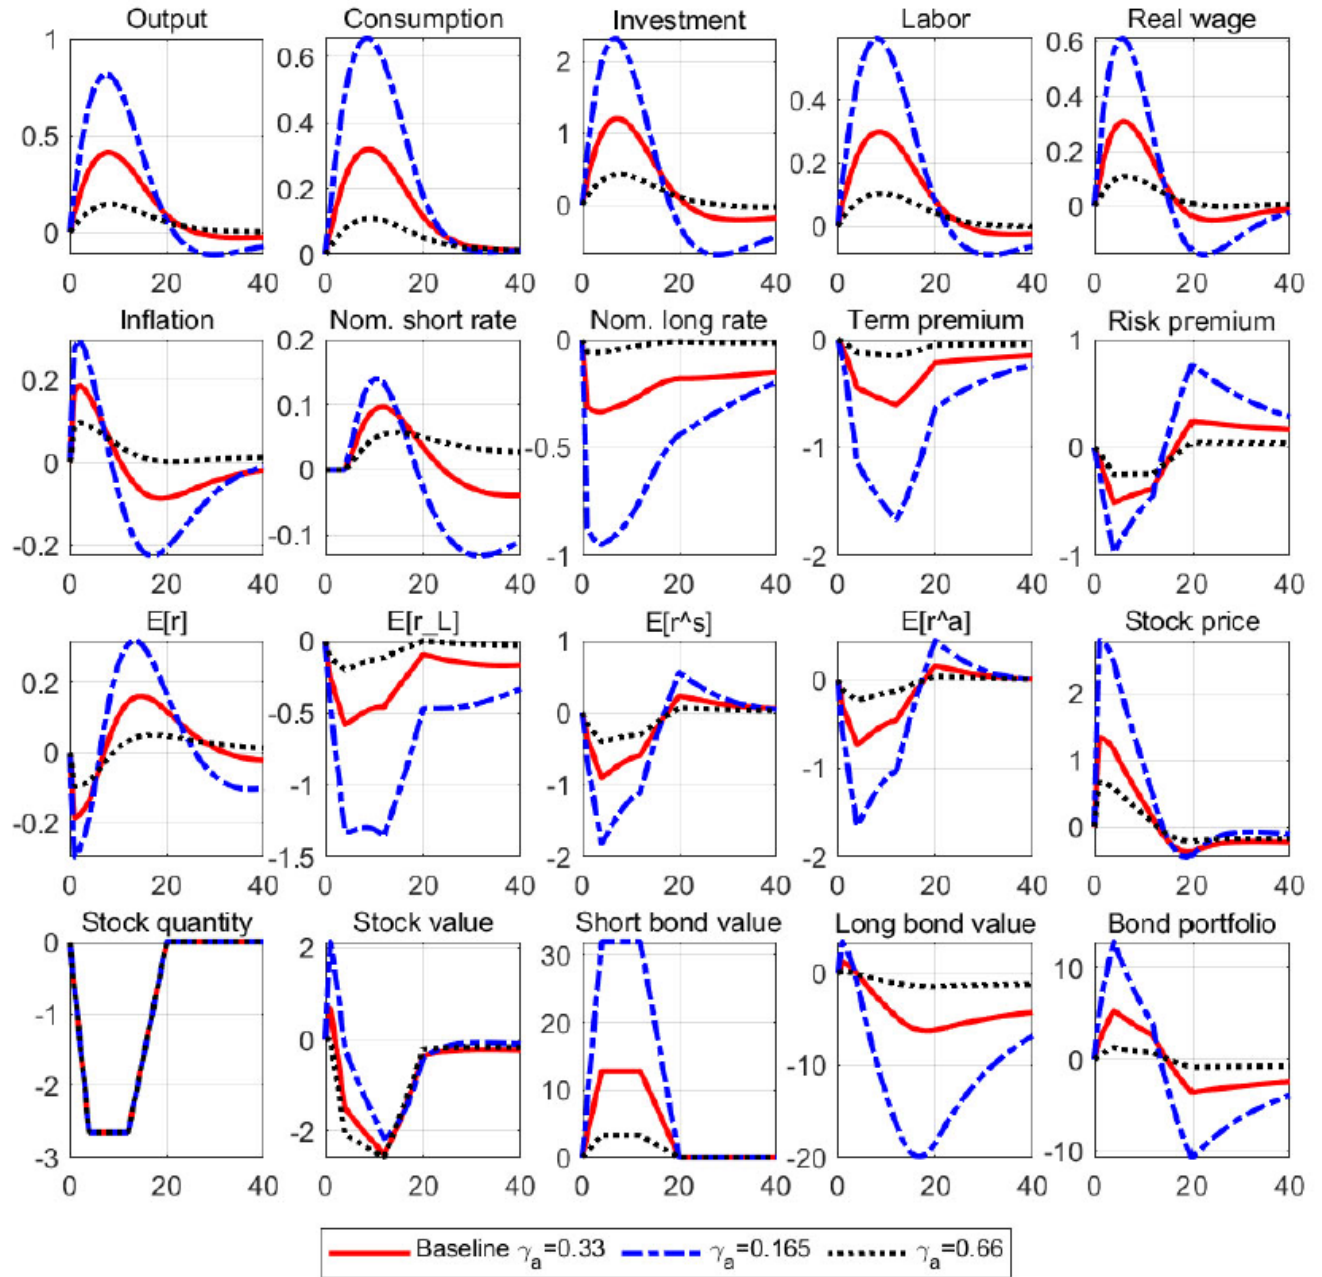 Output Consumption Investment Labor Real wage
1 0.5 0
0.6 0.4 0.2 0
2 1 0
0.4 0.2 0
0.6 0.4 0.2 0
0 20 40 0 20 40 0 20 40 0 20 40 0 20 40
Inflation Nom. short rate Nom. long rate Term premium Risk premium
0.2 0 -0.2
0.2 0.1 0 -0.1
0 -0.5 -1
0 -1 -2
1 0 -1
0 20 40 0 20 40 0 20 40 0 20 40 0 20 40
E[r] E[r_L] E[r^s] E[r^a] Stock price
0.2 0 -0.2
0 -0.5 -1 -1.5
1 0 -1 -2
0 -1 -2
2 1 0
0 20 40 0 20 40 0 20 40 0 20 40 0 20 40
Stock quantity Stock value Short bond value Long bond value Bond portfolio
0 -1 -2 -3
2 0 -2
30 20 10 0
0 -10 -20
10 0 -10
0 20 40 0 20 40 0 20 40 0 20 40 0 20 40
Baseline γa=0.33 γa=0.165 γa=0.66